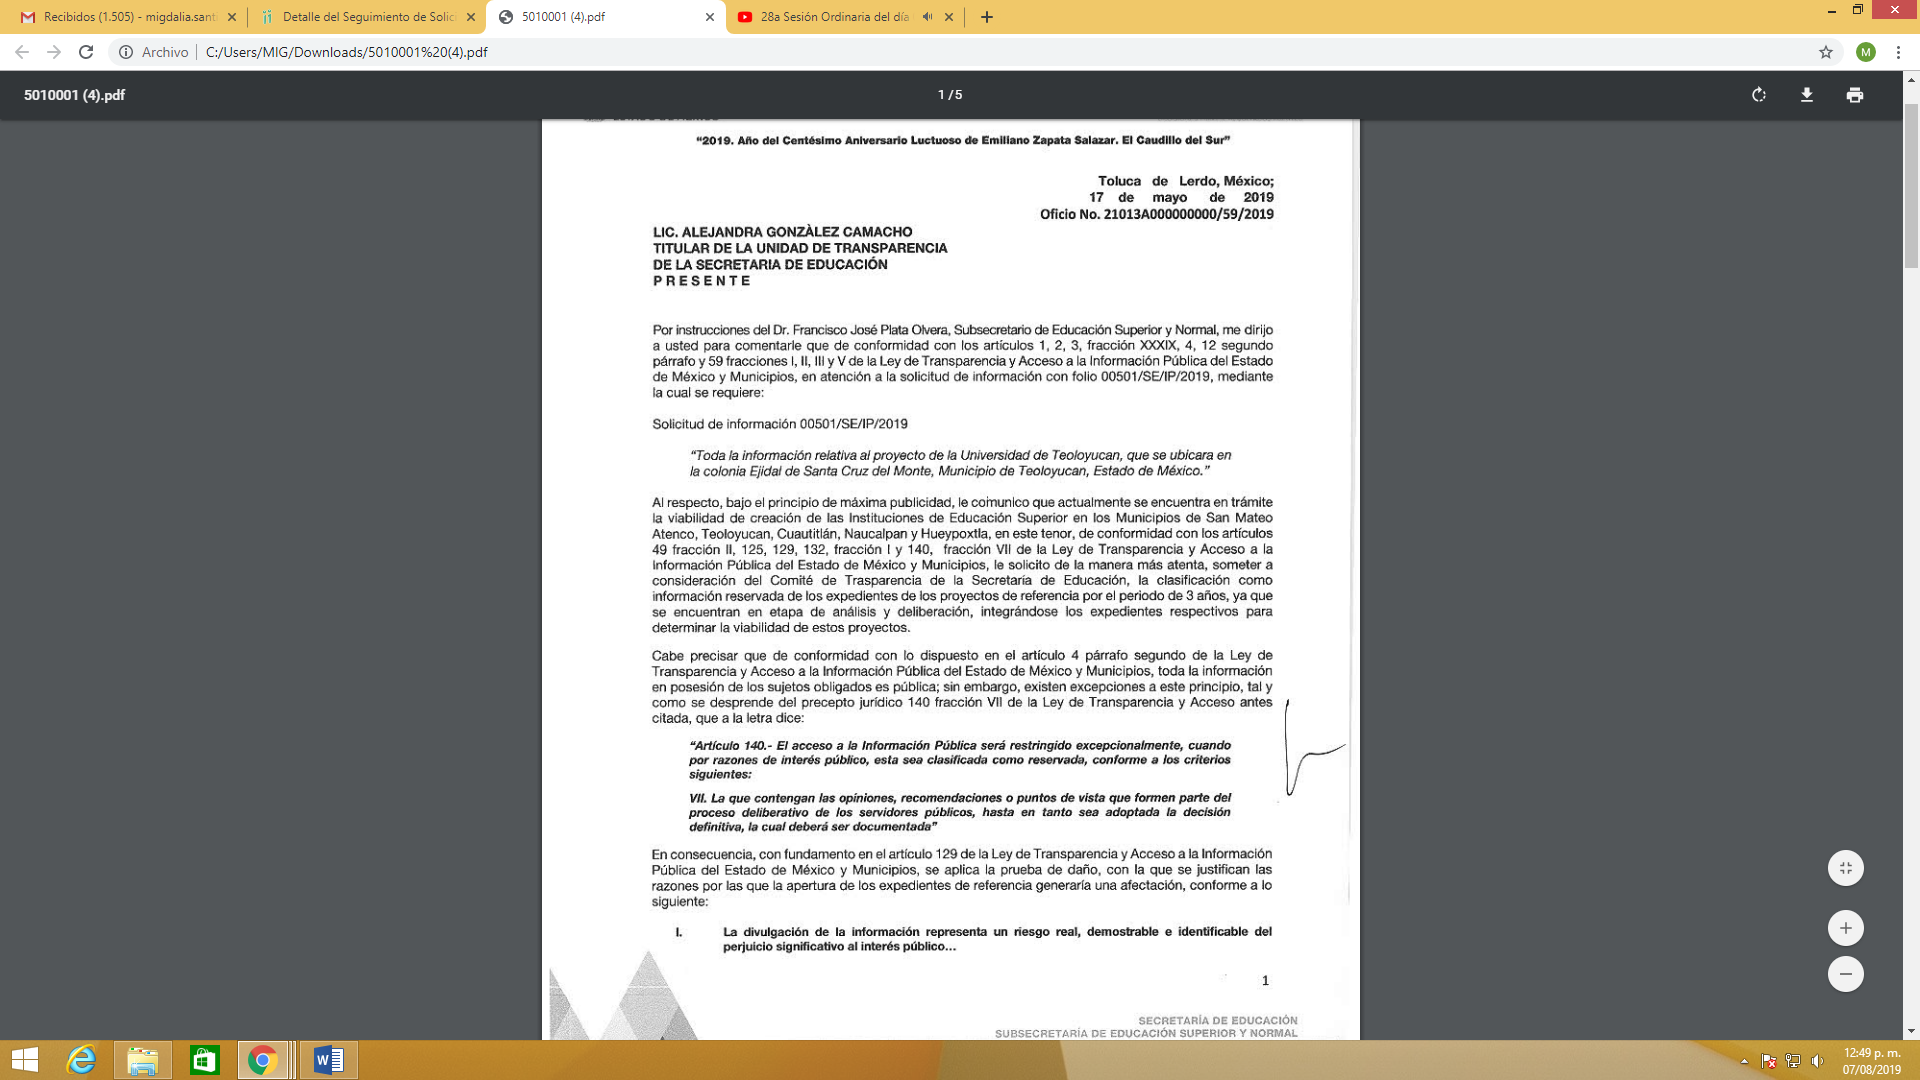 Recibidos (1.505) - migdalia.sant
Detalle del Seguimiento de Solici
5010001 (4).pdf
28a Sesión Ordinaria del día
Archivo
C:/Users/MIG/Downloads/5010001%20(4).pdf
M
5010001 (4).pdf
1 / 5
“2019. Año del Centésimo Aniversario Luctuoso de Emiliano Zapata Salazar. El Caudillo del Sur”
Toluca de Lerdo, México;
17 de mayo de 2019
Oficio No. 21013A000000000/59/2019
LIC. ALEJANDRA GONZÀLEZ CAMACHO
TITULAR DE LA UNIDAD DE TRANSPARENCIA
DE LA SECRETARIA DE EDUCACIÓN
P R E S E N T E
Por instrucciones del Dr. Francisco José Plata Olvera, Subsecretario de Educación Superior y Normal, me dirijo
a usted para comentarle que de conformidad con los artículos 1, 2, 3, fracción XXXIX, 4, 12 segundo
párrafo y 59 fracciones I, II, III y V de la Ley de Transparencia y Acceso a la Información Pública del Estado
de México y Municipios, en atención a la solicitud de información con folio 00501/SE/IP/2019, mediante
la cual se requiere:
Solicitud de información 00501/SE/IP/2019
“Toda la información relativa al proyecto de la Universidad de Teoloyucan, que se ubicara en
la colonia Ejidal de Santa Cruz del Monte, Municipio de Teoloyucan, Estado de México.”
Al respecto, bajo el principio de máxima publicidad, le comunico que actualmente se encuentra en trámite
la viabilidad de creación de las Instituciones de Educación Superior en los Municipios de San Mateo
Atenco, Teoloyucan, Cuautitlán, Naucalpan y Hueypoxtla, en este tenor, de conformidad con los artículos
49 fracción II, 125, 129, 132, fracción I y 140, fracción VII de la Ley de Transparencia y Acceso a la
Información Pública del Estado de México y Municipios, le solicito de la manera más atenta, someter a
consideración del Comité de Trasparencia de la Secretaría de Educación, la clasificación como
información reservada de los expedientes de los proyectos de referencia por el periodo de 3 años, ya que
se encuentran en etapa de análisis y deliberación, integrándose los expedientes respectivos para
determinar la viabilidad de estos proyectos.
Cabe precisar que de conformidad con lo dispuesto en el artículo 4 párrafo segundo de la Ley de
Transparencia y Acceso a la Información Pública del Estado de México y Municipios, toda la información
en posesión de los sujetos obligados es pública; sin embargo, existen excepciones a este principio, tal y
como se desprende del precepto jurídico 140 fracción VII de la Ley de Transparencia y Acceso antes
citada, que a la letra dice:
“Artículo 140.- El acceso a la Información Pública será restringido excepcionalmente, cuando
por razones de interés público, esta sea clasificada como reservada, conforme a los criterios
siguientes:
VII. La que contengan las opiniones, recomendaciones o puntos de vista que formen parte del
proceso deliberativo de los servidores públicos, hasta en tanto sea adoptada la decisión
definitiva, la cual deberá ser documentada”
En consecuencia, con fundamento en el artículo 129 de la Ley de Transparencia y Acceso a la Información
Pública del Estado de México y Municipios, se aplica la prueba de daño, con la que se justifican las
razones por las que la apertura de los expedientes de referencia generaría una afectación, conforme a lo
siguiente:
I. La divulgación de la información representa un riesgo real, demostrable e identificable del
perjuicio significativo al interés público...
1
SECRETARÍA DE EDUCACIÓN
SUBSECRETARÍA DE EDUCACIÓN SUPERIOR Y NORMAL
12:49 p. m.
07/08/2019